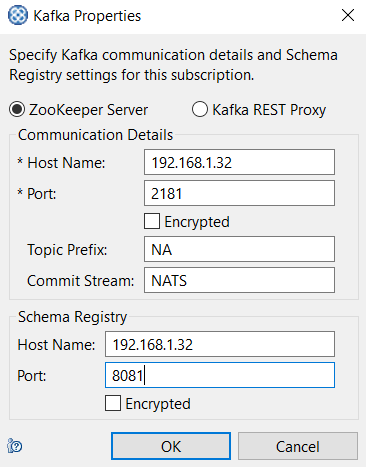 Kafka Properties
Specify Kafka communication details and Schema
Registry settings for this subscription.
ZooKeeper Server Kafka REST Proxy
Communication Details
* Host Name: 192.168.1.32
* Port: 2181
Encrypted
Topic Prefix: NA
Commit Stream: NATS
Schema Registry
Host Name: 192.168.1.32
Port: 8081
Encrypted
OK Cancel